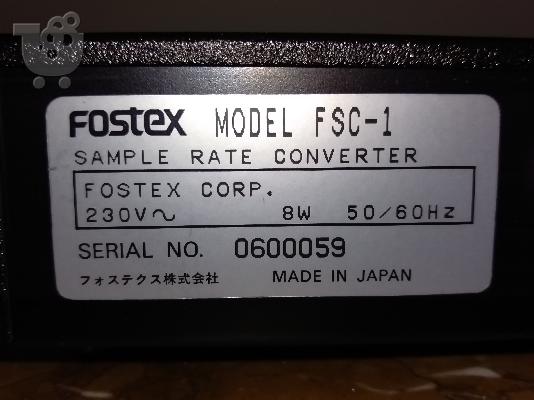 FOSTEX MODEL FSC-1
SAMPLE RATE CONVERTER
FOSTEX CORP.
230V～ 8W 50/60Hz
SERIAL NO. 0600059
フォステクス株式会社 MADE IN JAPAN